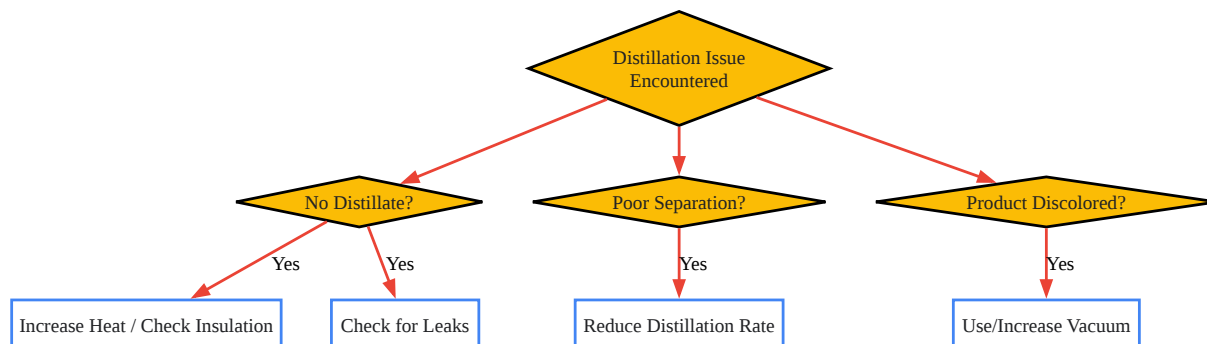 Distillation Issue
Encountered
No Distillate?
Poor Separation?
Product Discolored?
Yes
Yes
Yes
Yes
Increase Heat / Check Insulation
Check for Leaks
Reduce Distillation Rate
Use/Increase Vacuum